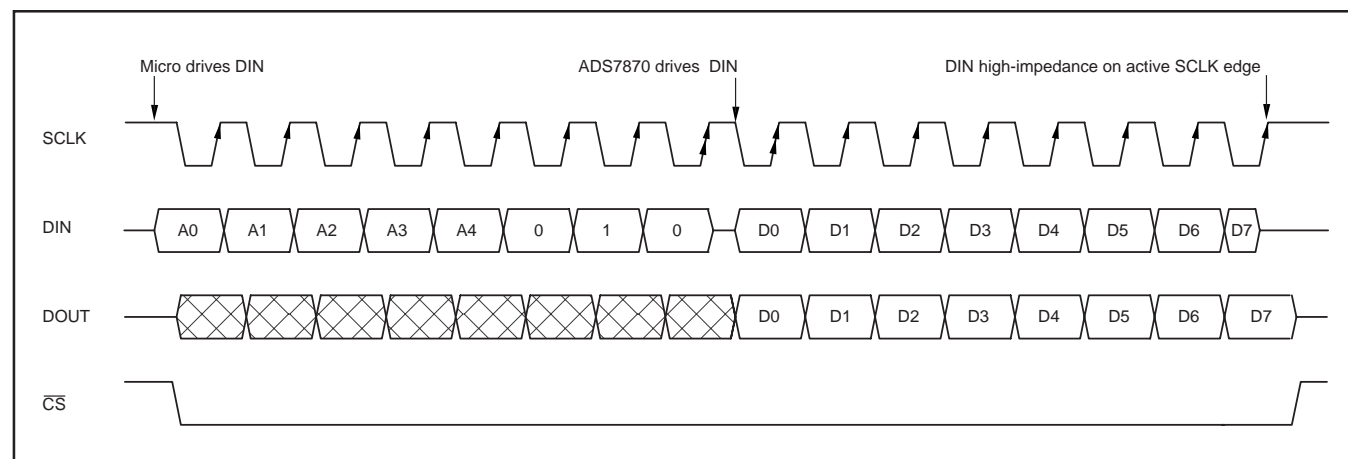 Micro drives DIN
ADS7870 drives DIN
DIN high-impedance on active SCLK edge
SCLK
DIN
A0 A1 A2 A3 A4 0 1 0 D0 D1 D2 D3 D4 D5 D6 D7
DOUT
D0 D1 D2 D3 D4 D5 D6 D7
C̅S̅